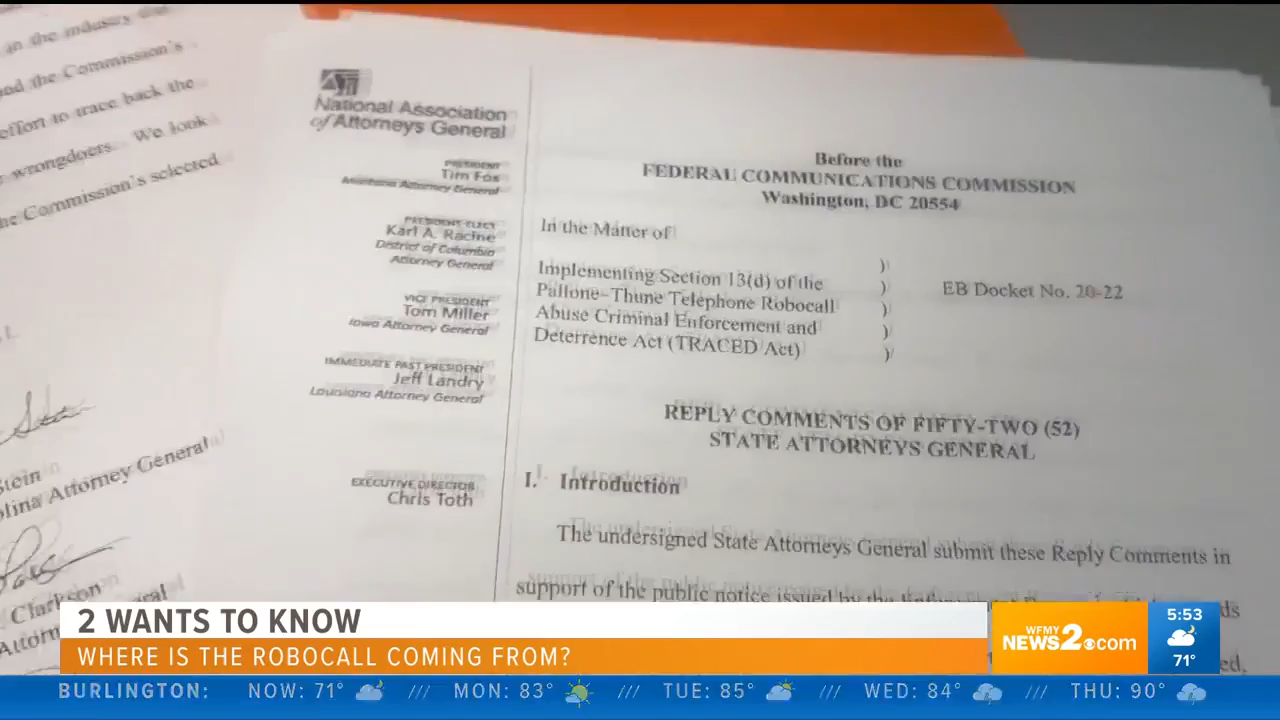 in the industry
and the Commission's
effort to trace back the
wrongdoers. We look
the Commission's selected
Attorney General
Clarkson
National Association
of Attorneys General
PRESIDENT
Tim Fox
Montana Attorney General
PRESIDENT-ELECT
Karl A. Racine
District of Columbia
Attorney General
VICE PRESIDENT
Tom Miller
Iowa Attorney General
IMMEDIATE PAST PRESIDENT
Jeff Landry
Louisiana Attorney General
EXECUTIVE DIRECTOR
Chris Toth
Before the
FEDERAL COMMUNICATIONS COMMISSION
Washington, DC 20554
In the Matter of
Implementing Section 13(d) of the
Pallone-Thune Telephone Robocall
Abuse Criminal Enforcement and
Deterrence Act (TRACED Act)
)
)
)
)
)
EB Docket No. 20-22
REPLY COMMENTS OF FIFTY-TWO (52)
STATE ATTORNEYS GENERAL
I. Introduction
The undersigned State Attorneys General submit these Reply Comments in
support of the public notice issued by the
2 WANTS TO KNOW
WHERE IS THE ROBOCALL COMING FROM?
WFMY
NEWS2.com
5:53
71°
BURLINGTON: NOW: 71° /// MON: 83° /// TUE: 85° /// WED: 84° /// THU: 90°